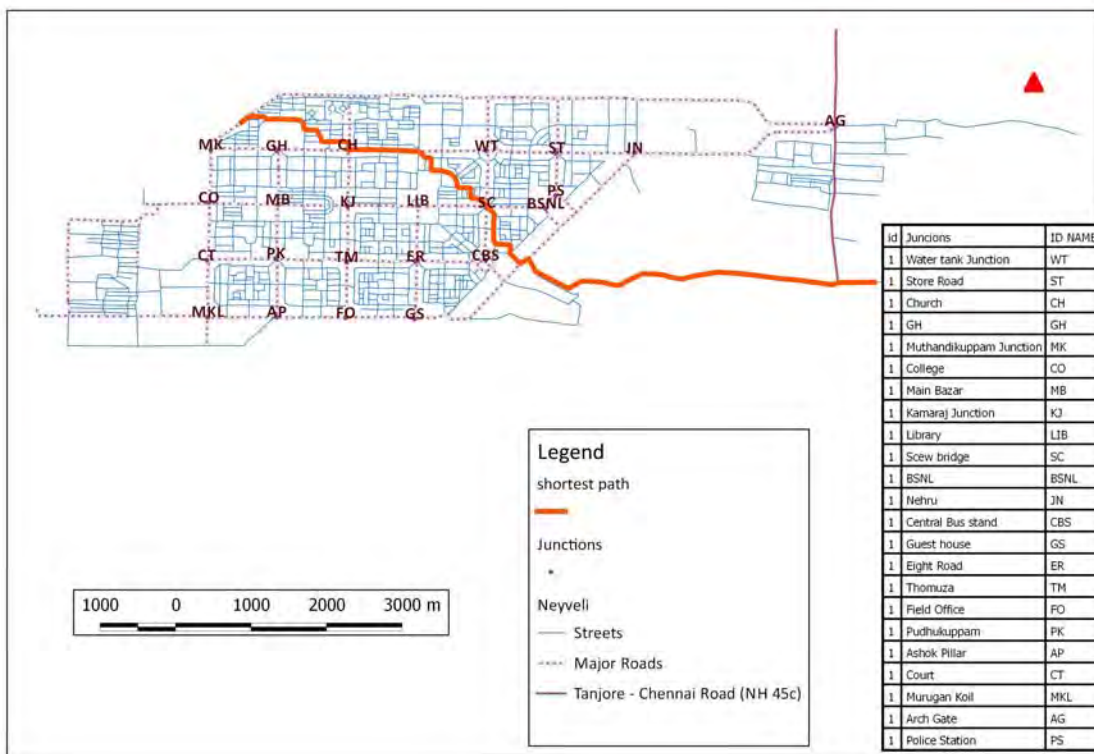 AG
MK GH CH WT ST JN
PS
CO MB KJ LIB SC BSNL
CT PK TM ER CBS
MKL AP FO GS
id Juncions ID NAME
1 Water tank Junction WT
1 Store Road ST
1 Church CH
1 GH GH
1 Muthandikuppam Junction MK
1 College CO
1 Main Bazar MB
1 Kamaraj Junction KJ
1 Library LIB
1 Scew bridge SC
1 BSNL BSNL
1 Nehru JN
1 Central Bus stand CBS
1 Guest house GS
1 Eight Road ER
1 Thomuza TM
1 Field Office FO
1 Pudhukuppam PK
1 Ashok Pillar AP
1 Court CT
1 Murugan Koil MKL
1 Arch Gate AG
1 Police Station PS
Legend
shortest path
Junctions
Neyveli
Streets
Major Roads
Tanjore - Chennai Road (NH 45c)
1000 0 1000 2000 3000 m